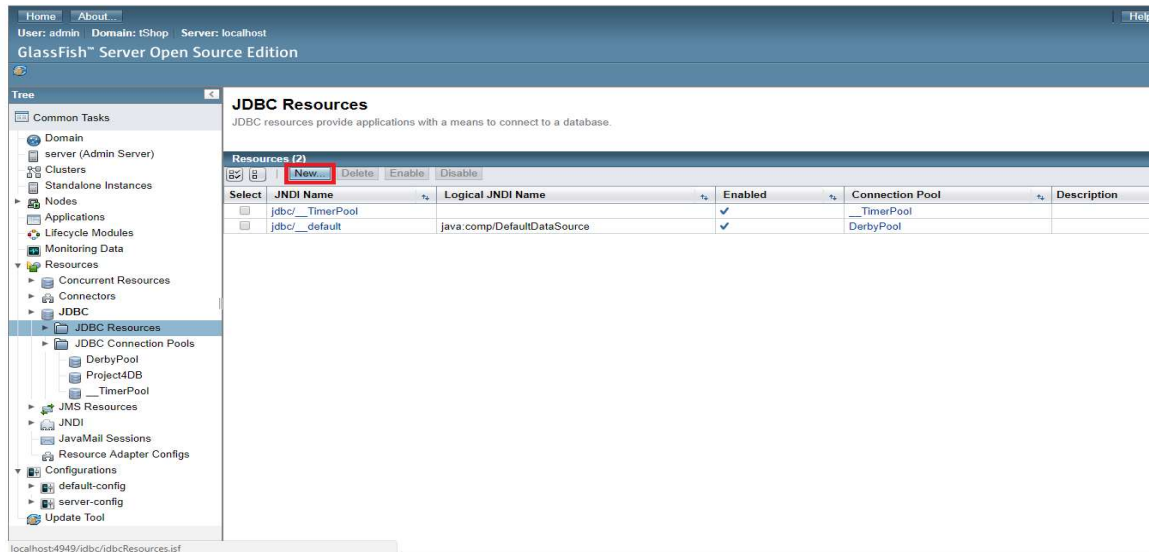 Home About... Help
User: admin Domain: tShop Server: localhost
GlassFish™ Server Open Source Edition
Tree
Common Tasks
Domain
server (Admin Server)
Clusters
Standalone Instances
Nodes
Applications
Lifecycle Modules
Monitoring Data
Resources
Concurrent Resources
Connectors
JDBC
JDBC Resources
JDBC Connection Pools
DerbyPool
Project4DB
__TimerPool
JMS Resources
JNDI
JavaMail Sessions
Resource Adapter Configs
Configurations
default-config
server-config
Update Tool
JDBC Resources
JDBC resources provide applications with a means to connect to a database.
Resources (2)
New... Delete Enable Disable
Select JNDI Name Logical JNDI Name Enabled Connection Pool Description
jdbc/__TimerPool __TimerPool
jdbc/__default java:comp/DefaultDataSource DerbyPool
localhost:4949/jdbc/jdbcResources.jsf